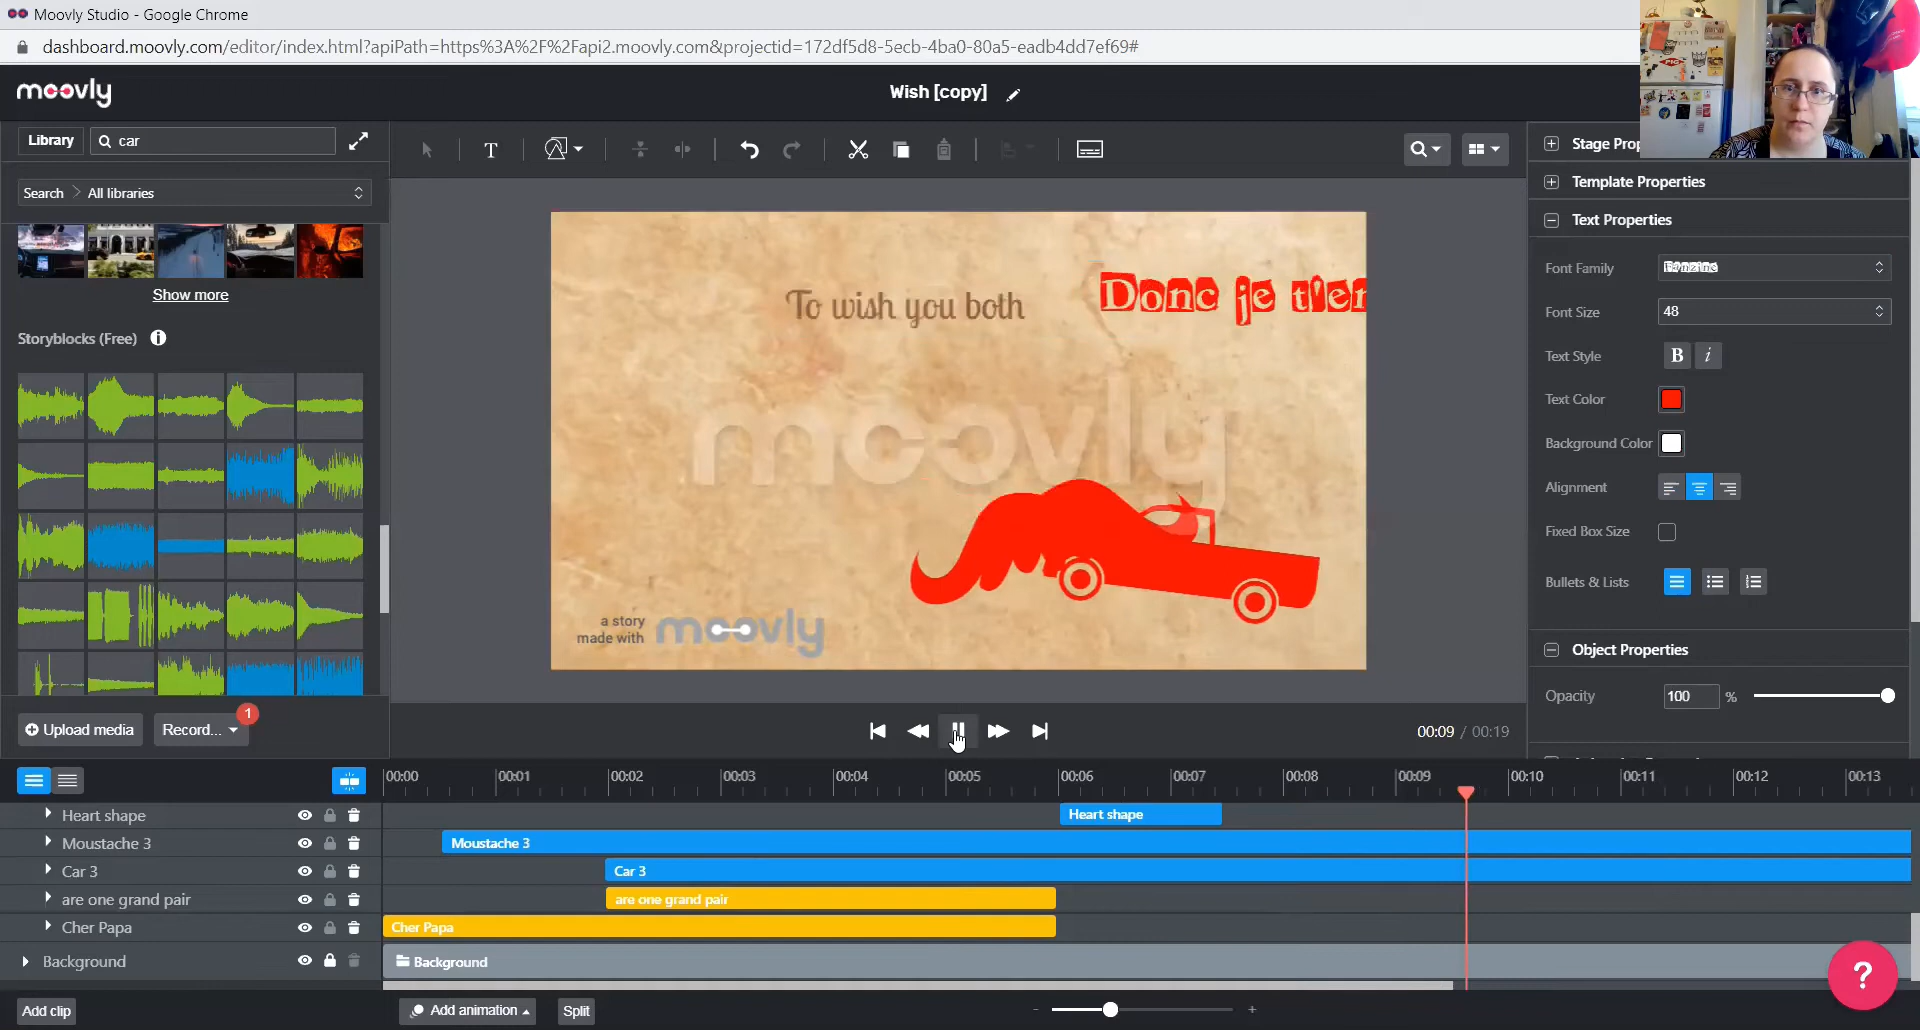 Moovly Studio - Google Chrome
dashboard.moovly.com/editor/index.html?apiPath=https%3A%2F%2Fapi2.moovly.com&projectid=172df5d8-5ecb-4ba0-80a5-eadb4dd7ef69#
moovly
Wish [copy]
Library
car
T
Search > All libraries
Show more
Storyblocks (Free)
Upload media
Record...
1
To wish you both
Donc je t'en
moovly
a story
made with moovly
00:09 / 00:19
Template Properties
Text Properties
Font Family
Font Size 48
Text Style B i
Text Color
Background Color
Alignment
Fixed Box Size
Bullets & Lists
Object Properties
Opacity 100 %
00:00 00:01 00:02 00:03 00:04 00:05 00:06 00:07 00:08 00:09 00:10 00:11 00:12 00:13
Heart shape Heart shape
Moustache 3 Moustache 3
Car 3 Car 3
are one grand pair are one grand pair
Cher Papa Cher Papa
Background Background
Add clip
Add animation
Split
- +
?